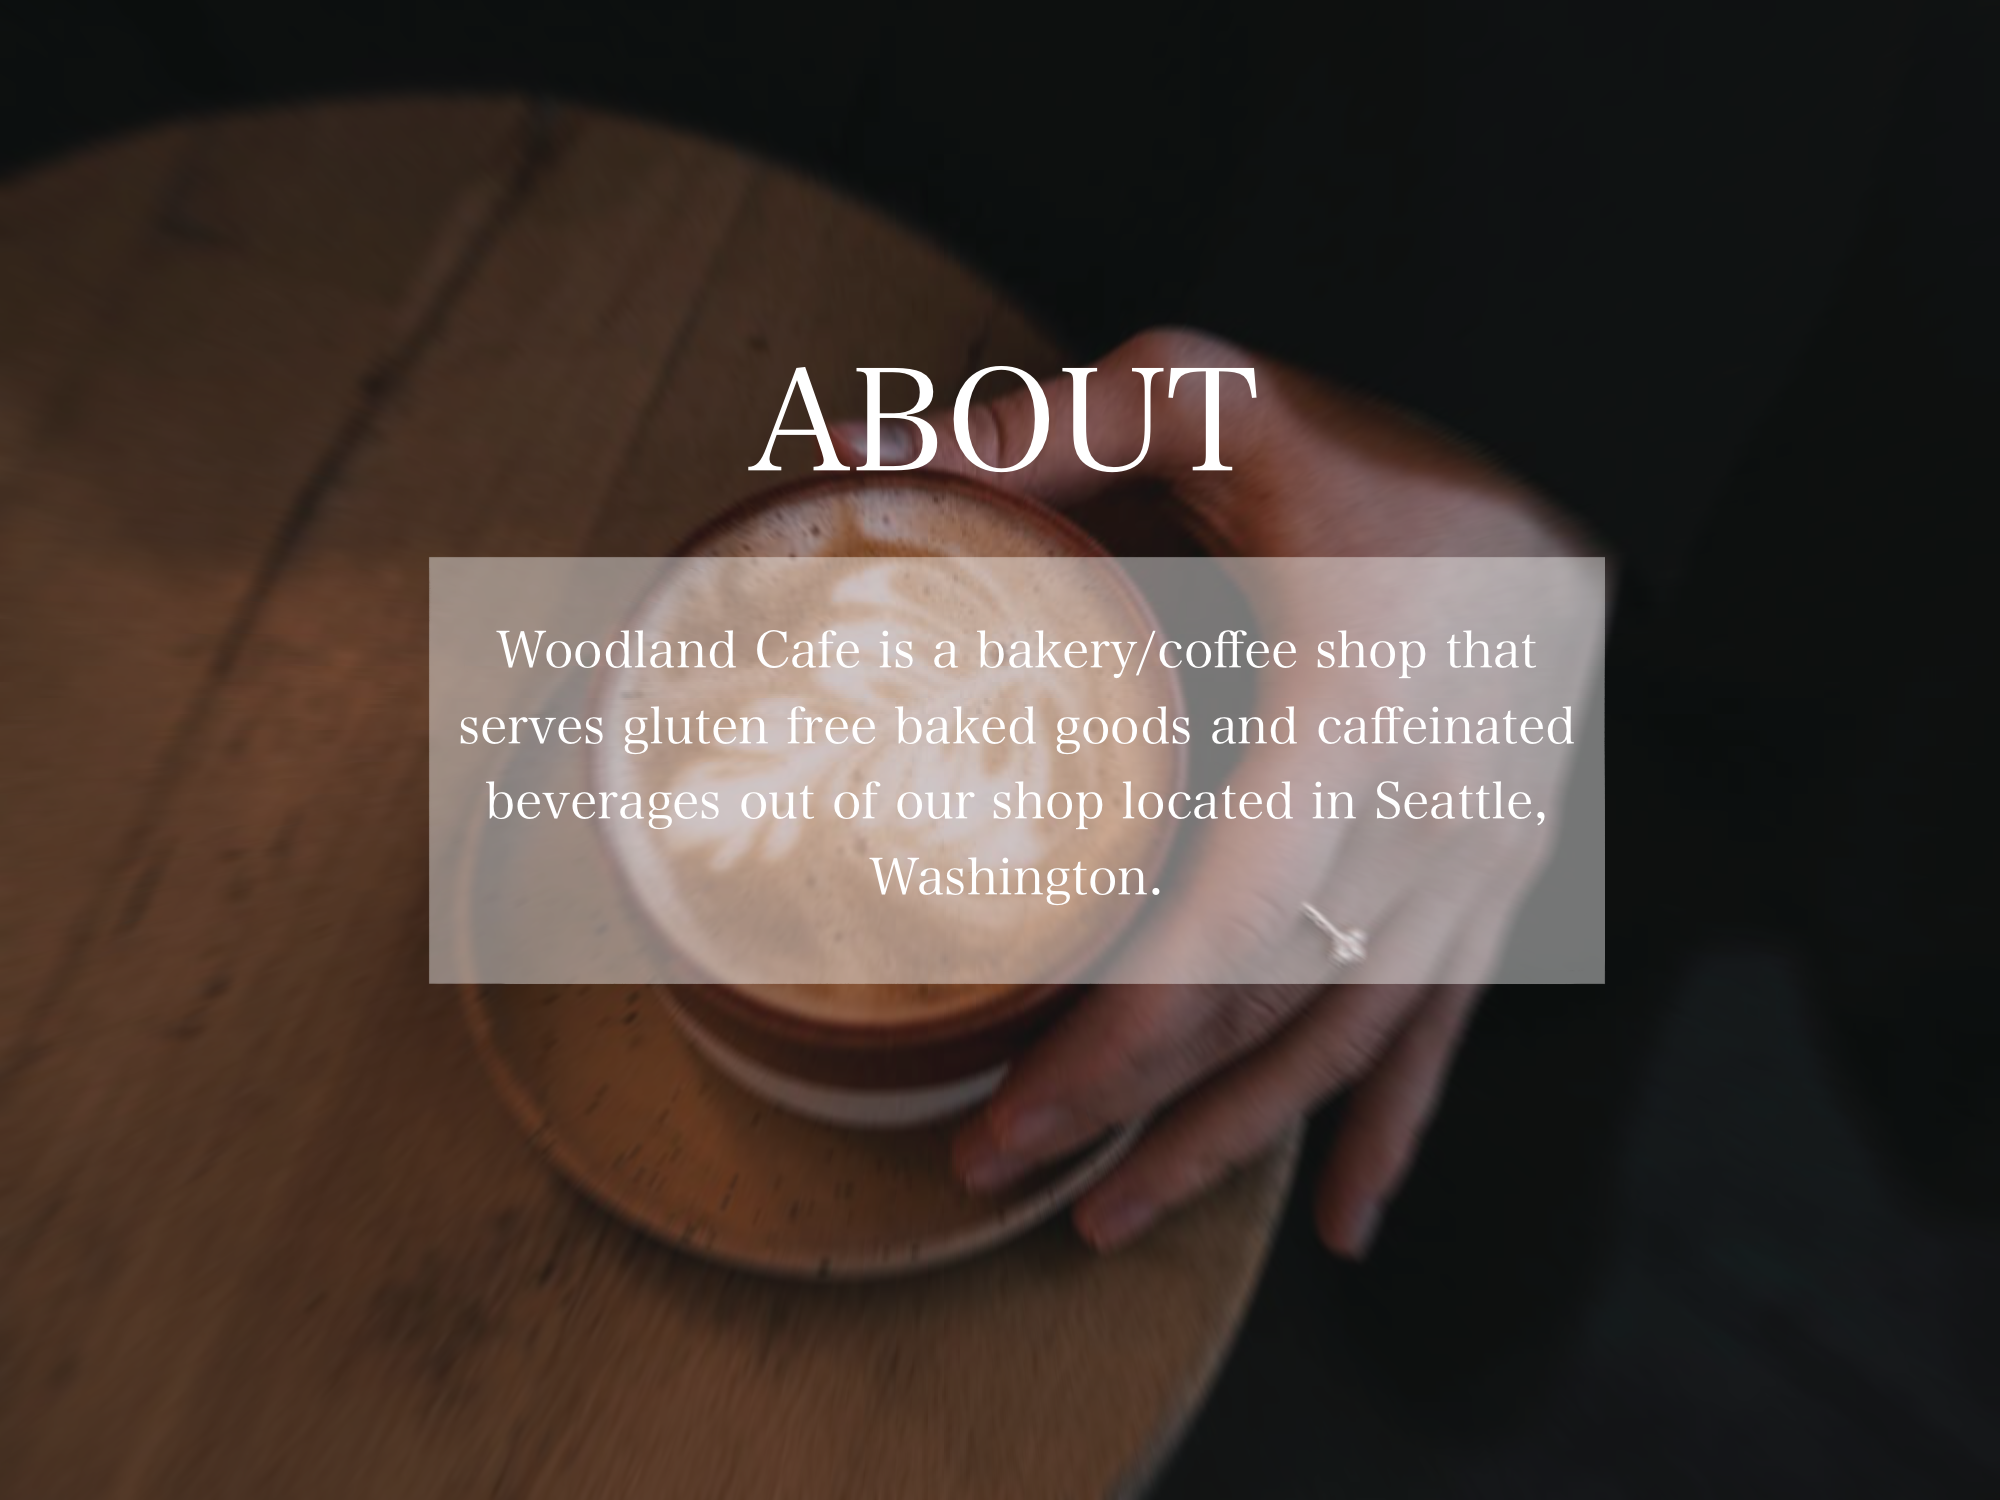 ABOUT
Woodland Cafe is a bakery/coffee shop that
serves gluten free baked goods and caffeinated
beverages out of our shop located in Seattle,
Washington.